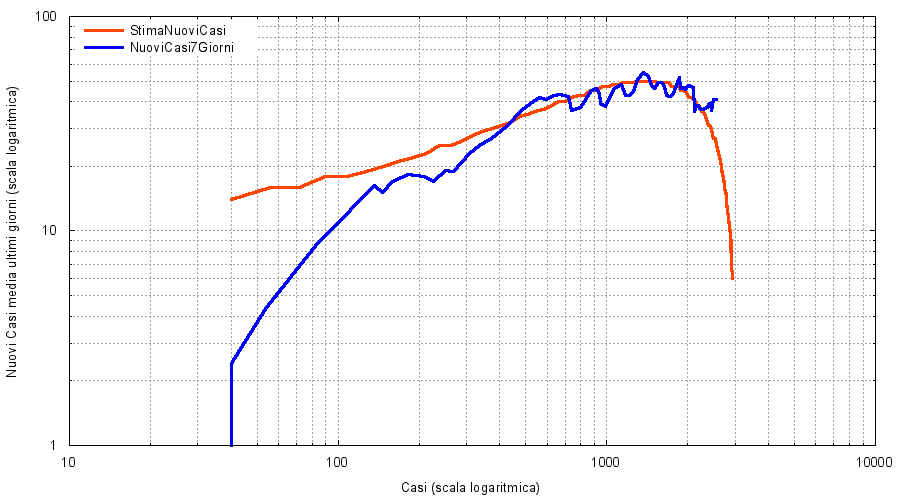 100
StimaNuoviCasi
NuoviCasi7Giorni
Nuovi Casi media ultimi giorni (scala logaritmica)
10
1
10
100
1000
10000
Casi (scala logaritmica)